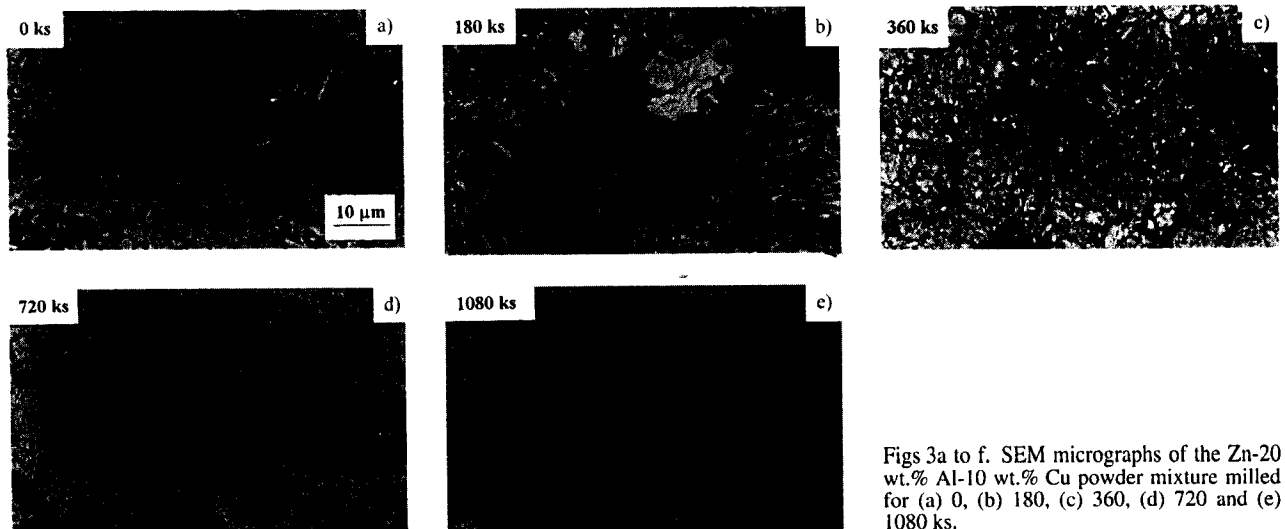 0 ks
a)
180 ks
b)
360 ks
c)
10 μm
720 ks
d)
1080 ks
e)
Figs 3a to f. SEM micrographs of the Zn-20
wt.% Al-10 wt.% Cu powder mixture milled
for (a) 0, (b) 180, (c) 360, (d) 720 and (e)
1080 ks.